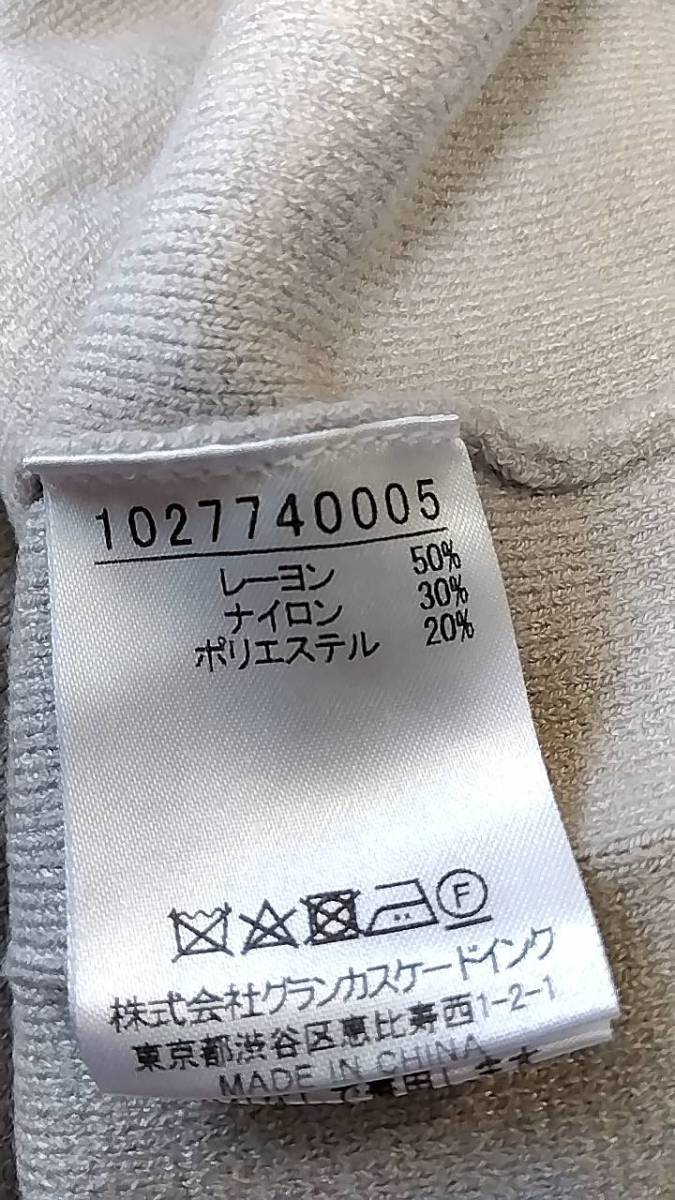 1027740005
レーヨン 50%
ナイロン 30%
ポリエステル 20%
F
株式会社グランカスケードインク
東京都渋谷区恵比寿西1-2-1
MADE IN CHINA